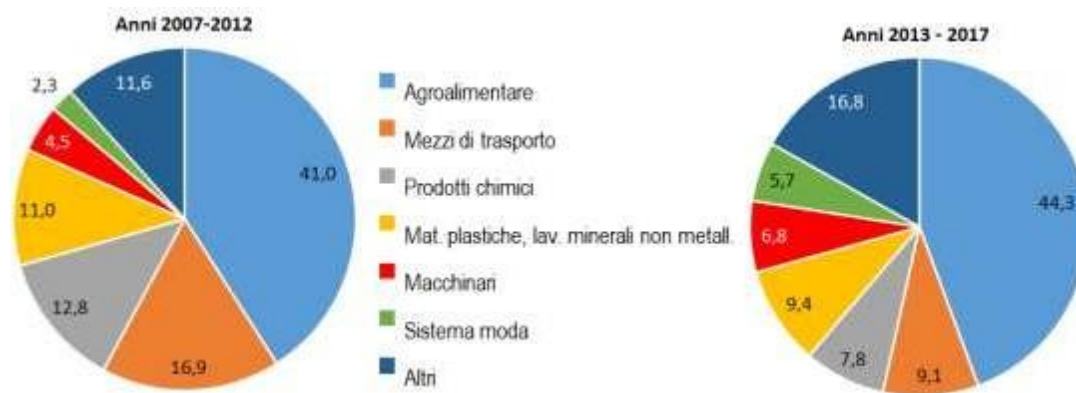 Anni 2007-2012
2,3
11,6
4,5
41,0
11,0
12,8
16,9
Agroalimentare
Mezzi di trasporto
Prodotti chimici
Mat. plastiche, lav. minerali non metall.
Macchinari
Sistema moda
Altri
Anni 2013 - 2017
16,8
5,7
44,3
6,8
9,4
7,8
9,1